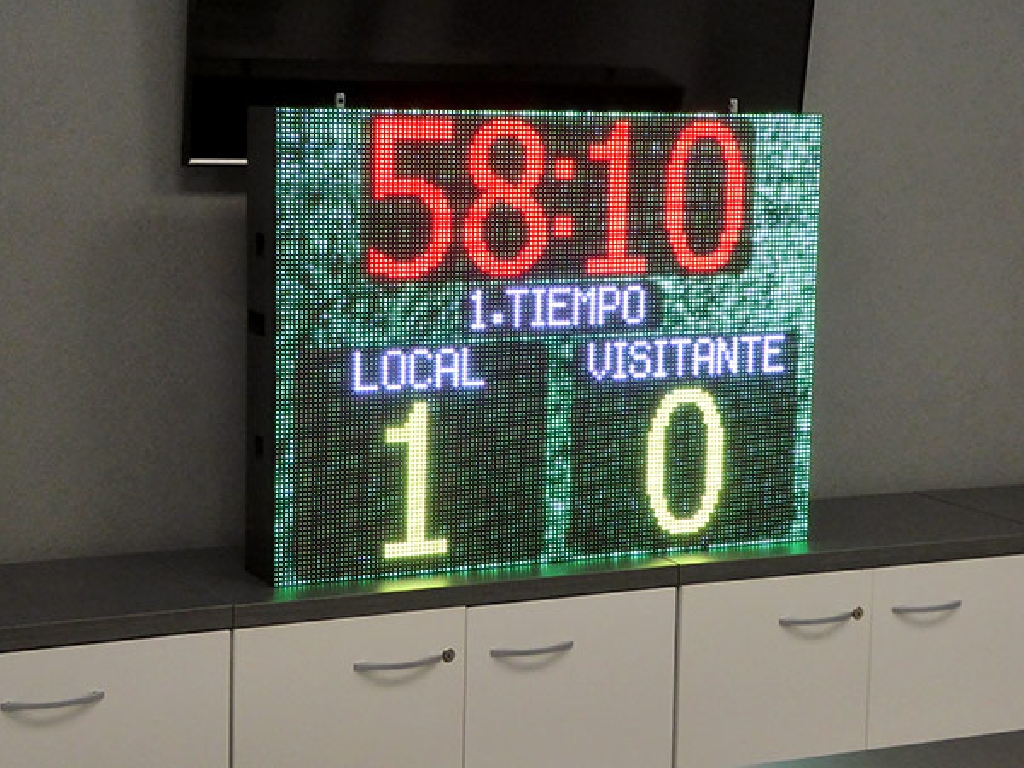 58:10
1.TIEMPO
LOCAL VISITANTE
1 0